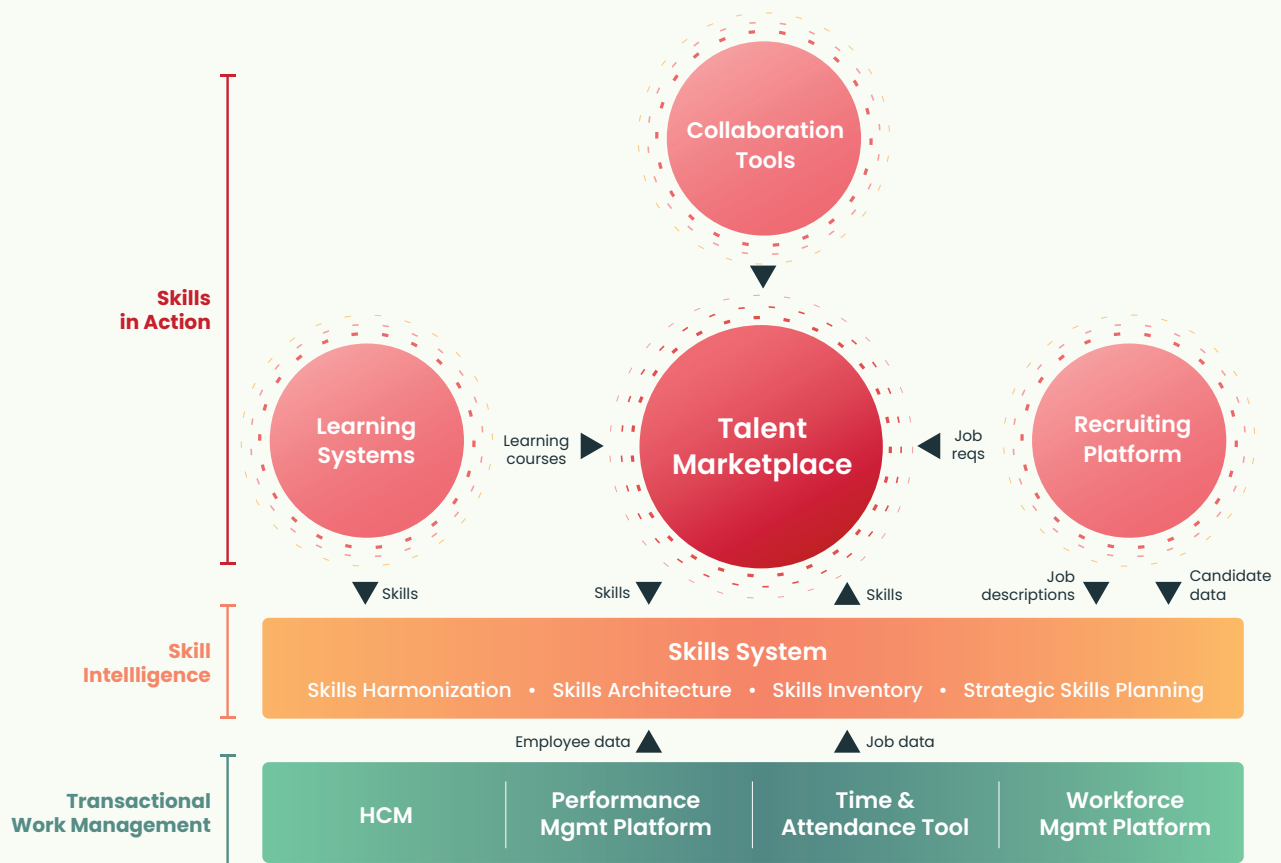 Collaboration
Tools
Skills
in Action
Learning
Systems
Learning
courses
Talent
Marketplace
Job
reqs
Recruiting
Platform
Skills
Skills
Skills
Job
descriptions
Candidate
data
Skill
Intellligence
Skills System
Skills Harmonization • Skills Architecture • Skills Inventory • Strategic Skills Planning
Employee data
Job data
Transactional
Work Management
HCM
Performance
Mgmt Platform
Time &
Attendance Tool
Workforce
Mgmt Platform